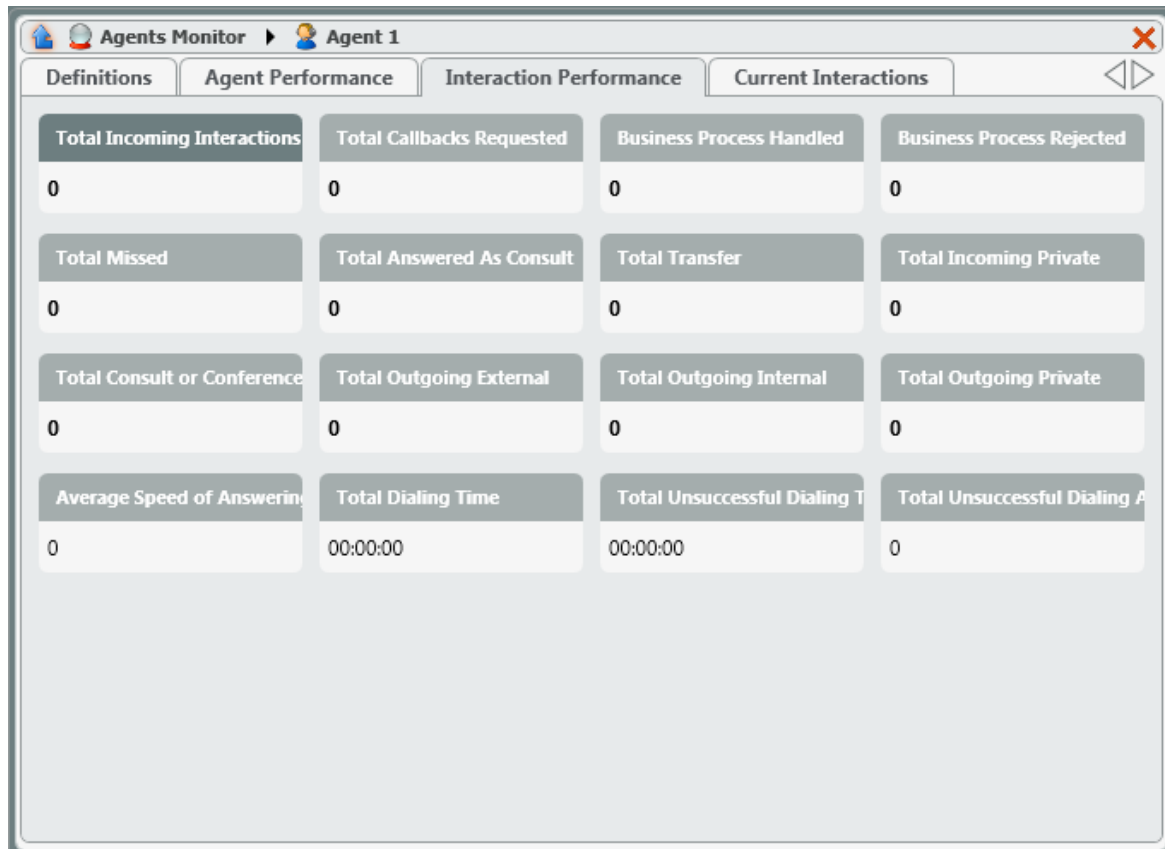 Agents Monitor Agent 1
Definitions Agent Performance Interaction Performance Current Interactions
Total Incoming Interactions Total Callbacks Requested Business Process Handled Business Process Rejected
0 0 0 0
Total Missed Total Answered As Consult Total Transfer Total Incoming Private
0 0 0 0
Total Consult or Conference Total Outgoing External Total Outgoing Internal Total Outgoing Private
0 0 0 0
Average Speed of Answering Total Dialing Time Total Unsuccessful Dialing T Total Unsuccessful Dialing A
0 00:00:00 00:00:00 0